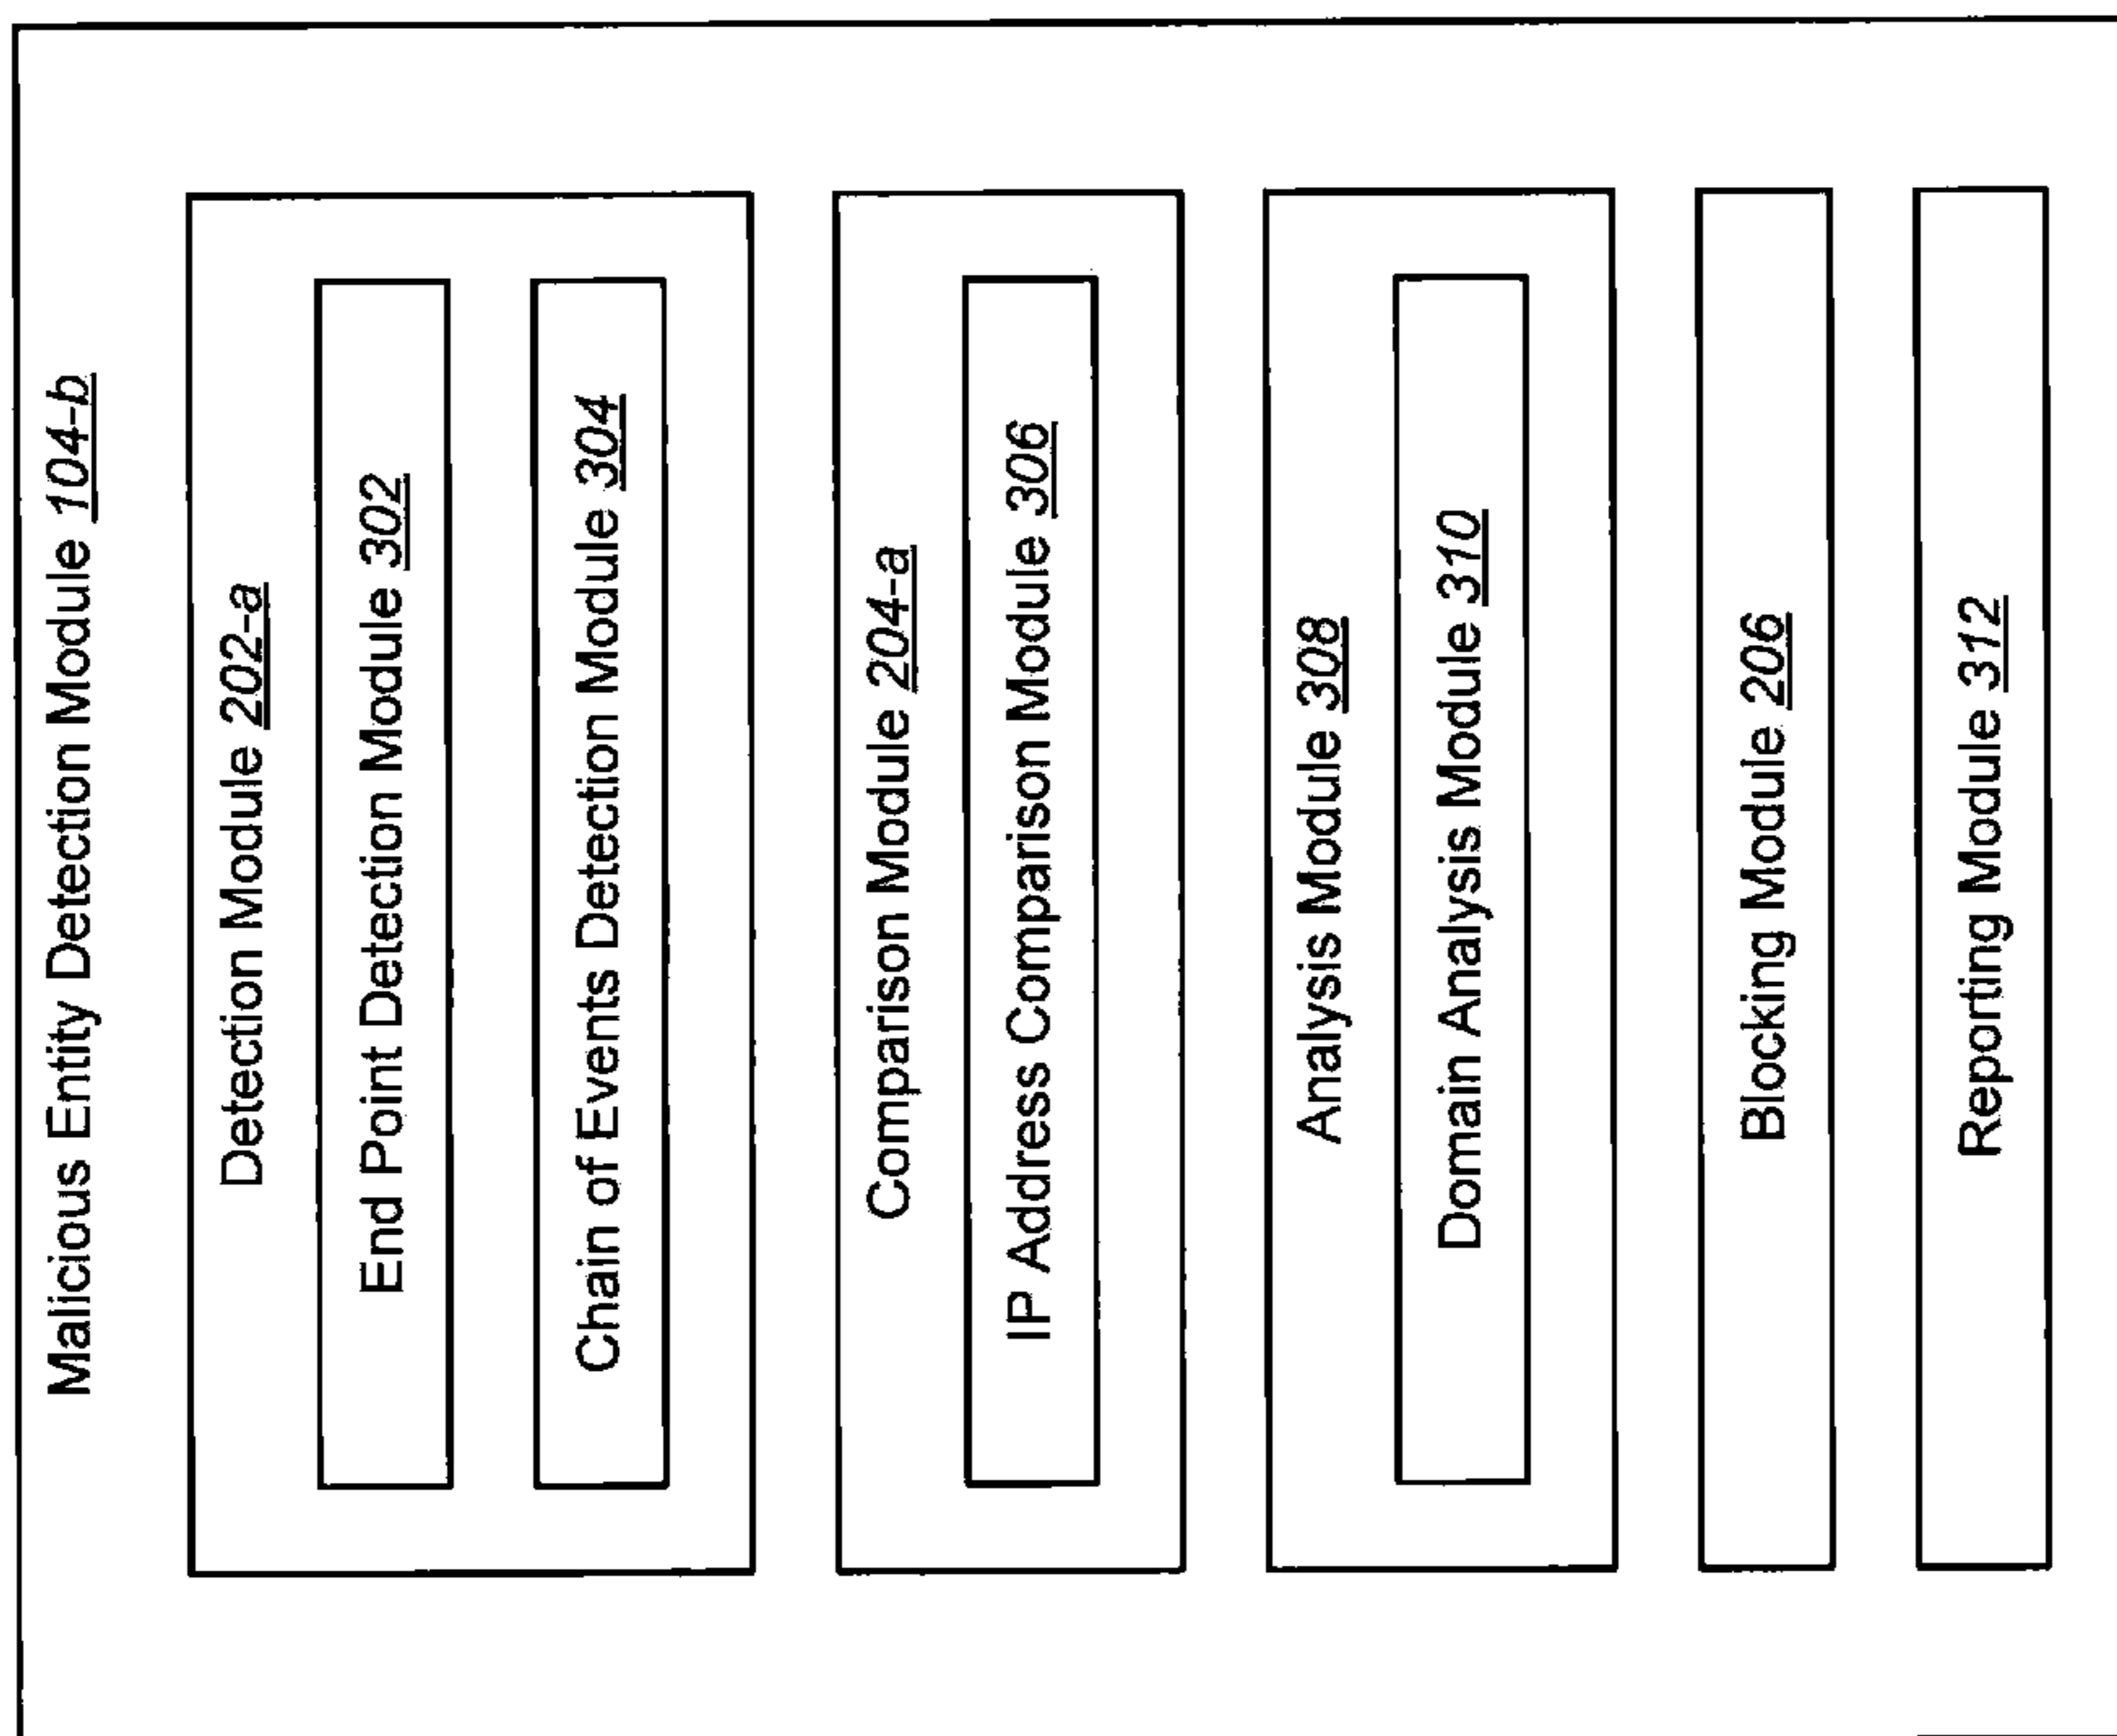 Malicious Entity Detection Module 104-b
Detection Module 202-a
End Point Detection Module 302
Chain of Events Detection Module 304
Comparison Module 204-a
IP Address Comparison Module 306
Analysis Module 308
Domain Analysis Module 310
Blocking Module 206
Reporting Module 312